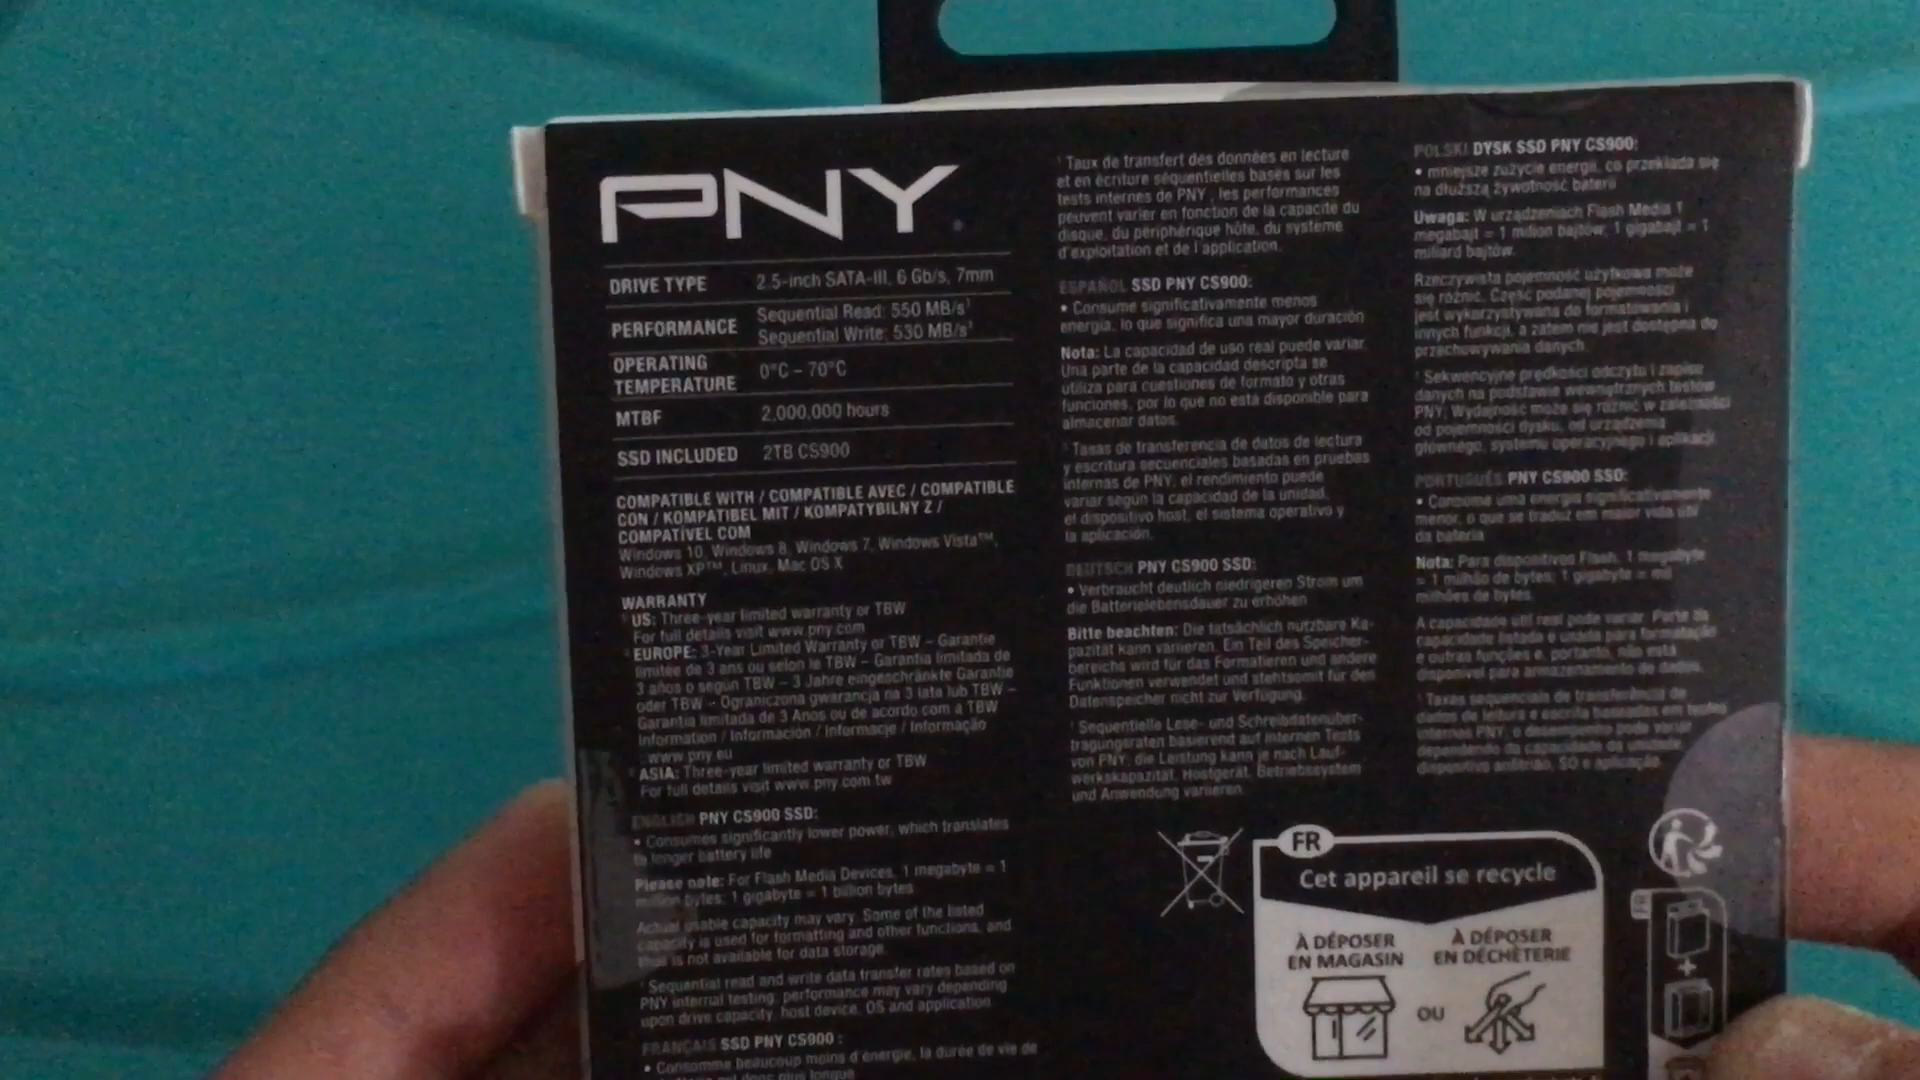 PNY
DRIVE TYPE 2.5-inch SATA-III, 6 Gb/s, 7mm
PERFORMANCE Sequential Read: 550 MB/s¹
Sequential Write: 530 MB/s¹
OPERATING TEMPERATURE 0°C – 70°C
MTBF 2,000,000 hours
SSD INCLUDED 2TB CS900
COMPATIBLE WITH / COMPATIBLE AVEC / COMPATIBLE
CON / KOMPATIBEL MIT / KOMPATYBILNY Z /
COMPATÍVEL COM
Windows 10, Windows 8, Windows 7, Windows Vista™,
Windows XP™, Linux, Mac OS X
WARRANTY
US: Three-year limited warranty or TBW
For full details visit www.pny.com
EUROPE: 3-Year Limited Warranty or TBW – Garantie
limitée de 3 ans ou selon le TBW – Garantía limitada de
3 años o según TBW – 3 Jahre eingeschränkte Garantie
oder TBW – Ograniczona gwarancja na 3 lata lub TBW –
Garantia limitada de 3 Anos ou de acordo com a TBW
Information / Información / Informacje / Informação
: www.pny.eu
ASIA: Three-year limited warranty or TBW
For full details visit www.pny.com.tw
ENGLISH PNY CS900 SSD:
• Consumes significantly lower power, which translates
to longer battery life
Please note: For Flash Media Devices, 1 megabyte = 1
million bytes; 1 gigabyte = 1 billion bytes
Actual usable capacity may vary. Some of the listed
capacity is used for formatting and other functions, and
thus is not available for data storage.
¹ Sequential read and write data transfer rates based on
PNY internal testing; performance may vary depending
upon drive capacity, host device, OS and application.
FRANÇAIS SSD PNY CS900 :
• Consomme beaucoup moins d'énergie, la durée de vie de
donc plus longue
¹ Taux de transfert des données en lecture
et en écriture séquentielles basés sur les
tests internes de PNY , les performances
peuvent varier en fonction de la capacité du
disque, du périphérique hôte, du système
d'exploitation et de l'application.
ESPAÑOL SSD PNY CS900:
• Consume significativamente menos
energía, lo que significa una mayor duración
Nota: La capacidad de uso real puede variar.
Una parte de la capacidad descripta se
utiliza para cuestiones de formato y otras
funciones, por lo que no está disponible para
almacenar datos.
¹ Tasas de transferencia de datos de lectura
y escritura secuenciales basadas en pruebas
internas de PNY, el rendimiento puede
variar según la capacidad de la unidad,
el dispositivo host, el sistema operativo y
la aplicación.
DEUTSCH PNY CS900 SSD:
• Verbraucht deutlich niedrigeren Strom um
die Batterielebensdauer zu erhöhen
Bitte beachten: Die tatsächlich nutzbare Ka-
pazität kann variieren. Ein Teil des Speicher-
bereichs wird für das Formatieren und andere
Funktionen verwendet und stehtsomit für den
Datenspeicher nicht zur Verfügung.
¹ Sequentielle Lese- und Schreibdatenüber-
tragungsraten basierend auf internen Tests
von PNY, die Leistung kann je nach Lauf-
werkskapazität, Hostgerät, Betriebssystem
und Anwendung variieren.
POLSKI DYSK SSD PNY CS900:
• mniejsze zużycie energii, co przekłada się
na dłuższą żywotność baterii
Uwaga: W urządzeniach Flash Media 1
megabajt = 1 milion bajtów; 1 gigabajt = 1
miliard bajtów.
Rzeczywista pojemność użytkowa może
się różnić. Część podanej pojemności
jest wykorzystywana do formatowania i
innych funkcji, a zatem nie jest dostępna do
przechowywania danych.
¹ Sekwencyjne prędkości odczytu i zapisu
danych na podstawie wewnętrznych testów
PNY; Wydajność może się różnić w zależności
od pojemności dysku, od urządzenia
głównego, systemu operacyjnego i aplikacji
PORTUGUÊS PNY CS900 SSD:
• Consome uma energia significativamente
menor, o que se traduz em maior vida útil
da bateria
Nota: Para dispositivos Flash, 1 megabyte
= 1 milhão de bytes; 1 gigabyte = mil
milhões de bytes.
A capacidade útil real pode variar. Parte da
capacidade listada é usada para formatação
e outras funções e, portanto, não está
disponível para armazenamento de dados.
¹ Taxas sequenciais de transferência de
dados de leitura e escrita baseadas em testes
internos PNY; o desempenho pode variar
dependendo da capacidade da unidade,
dispositivo anfitrião, SO e aplicação.
FR
Cet appareil se recycle
À DÉPOSER
EN MAGASIN
OU
À DÉPOSER
EN DÉCHÈTERIE